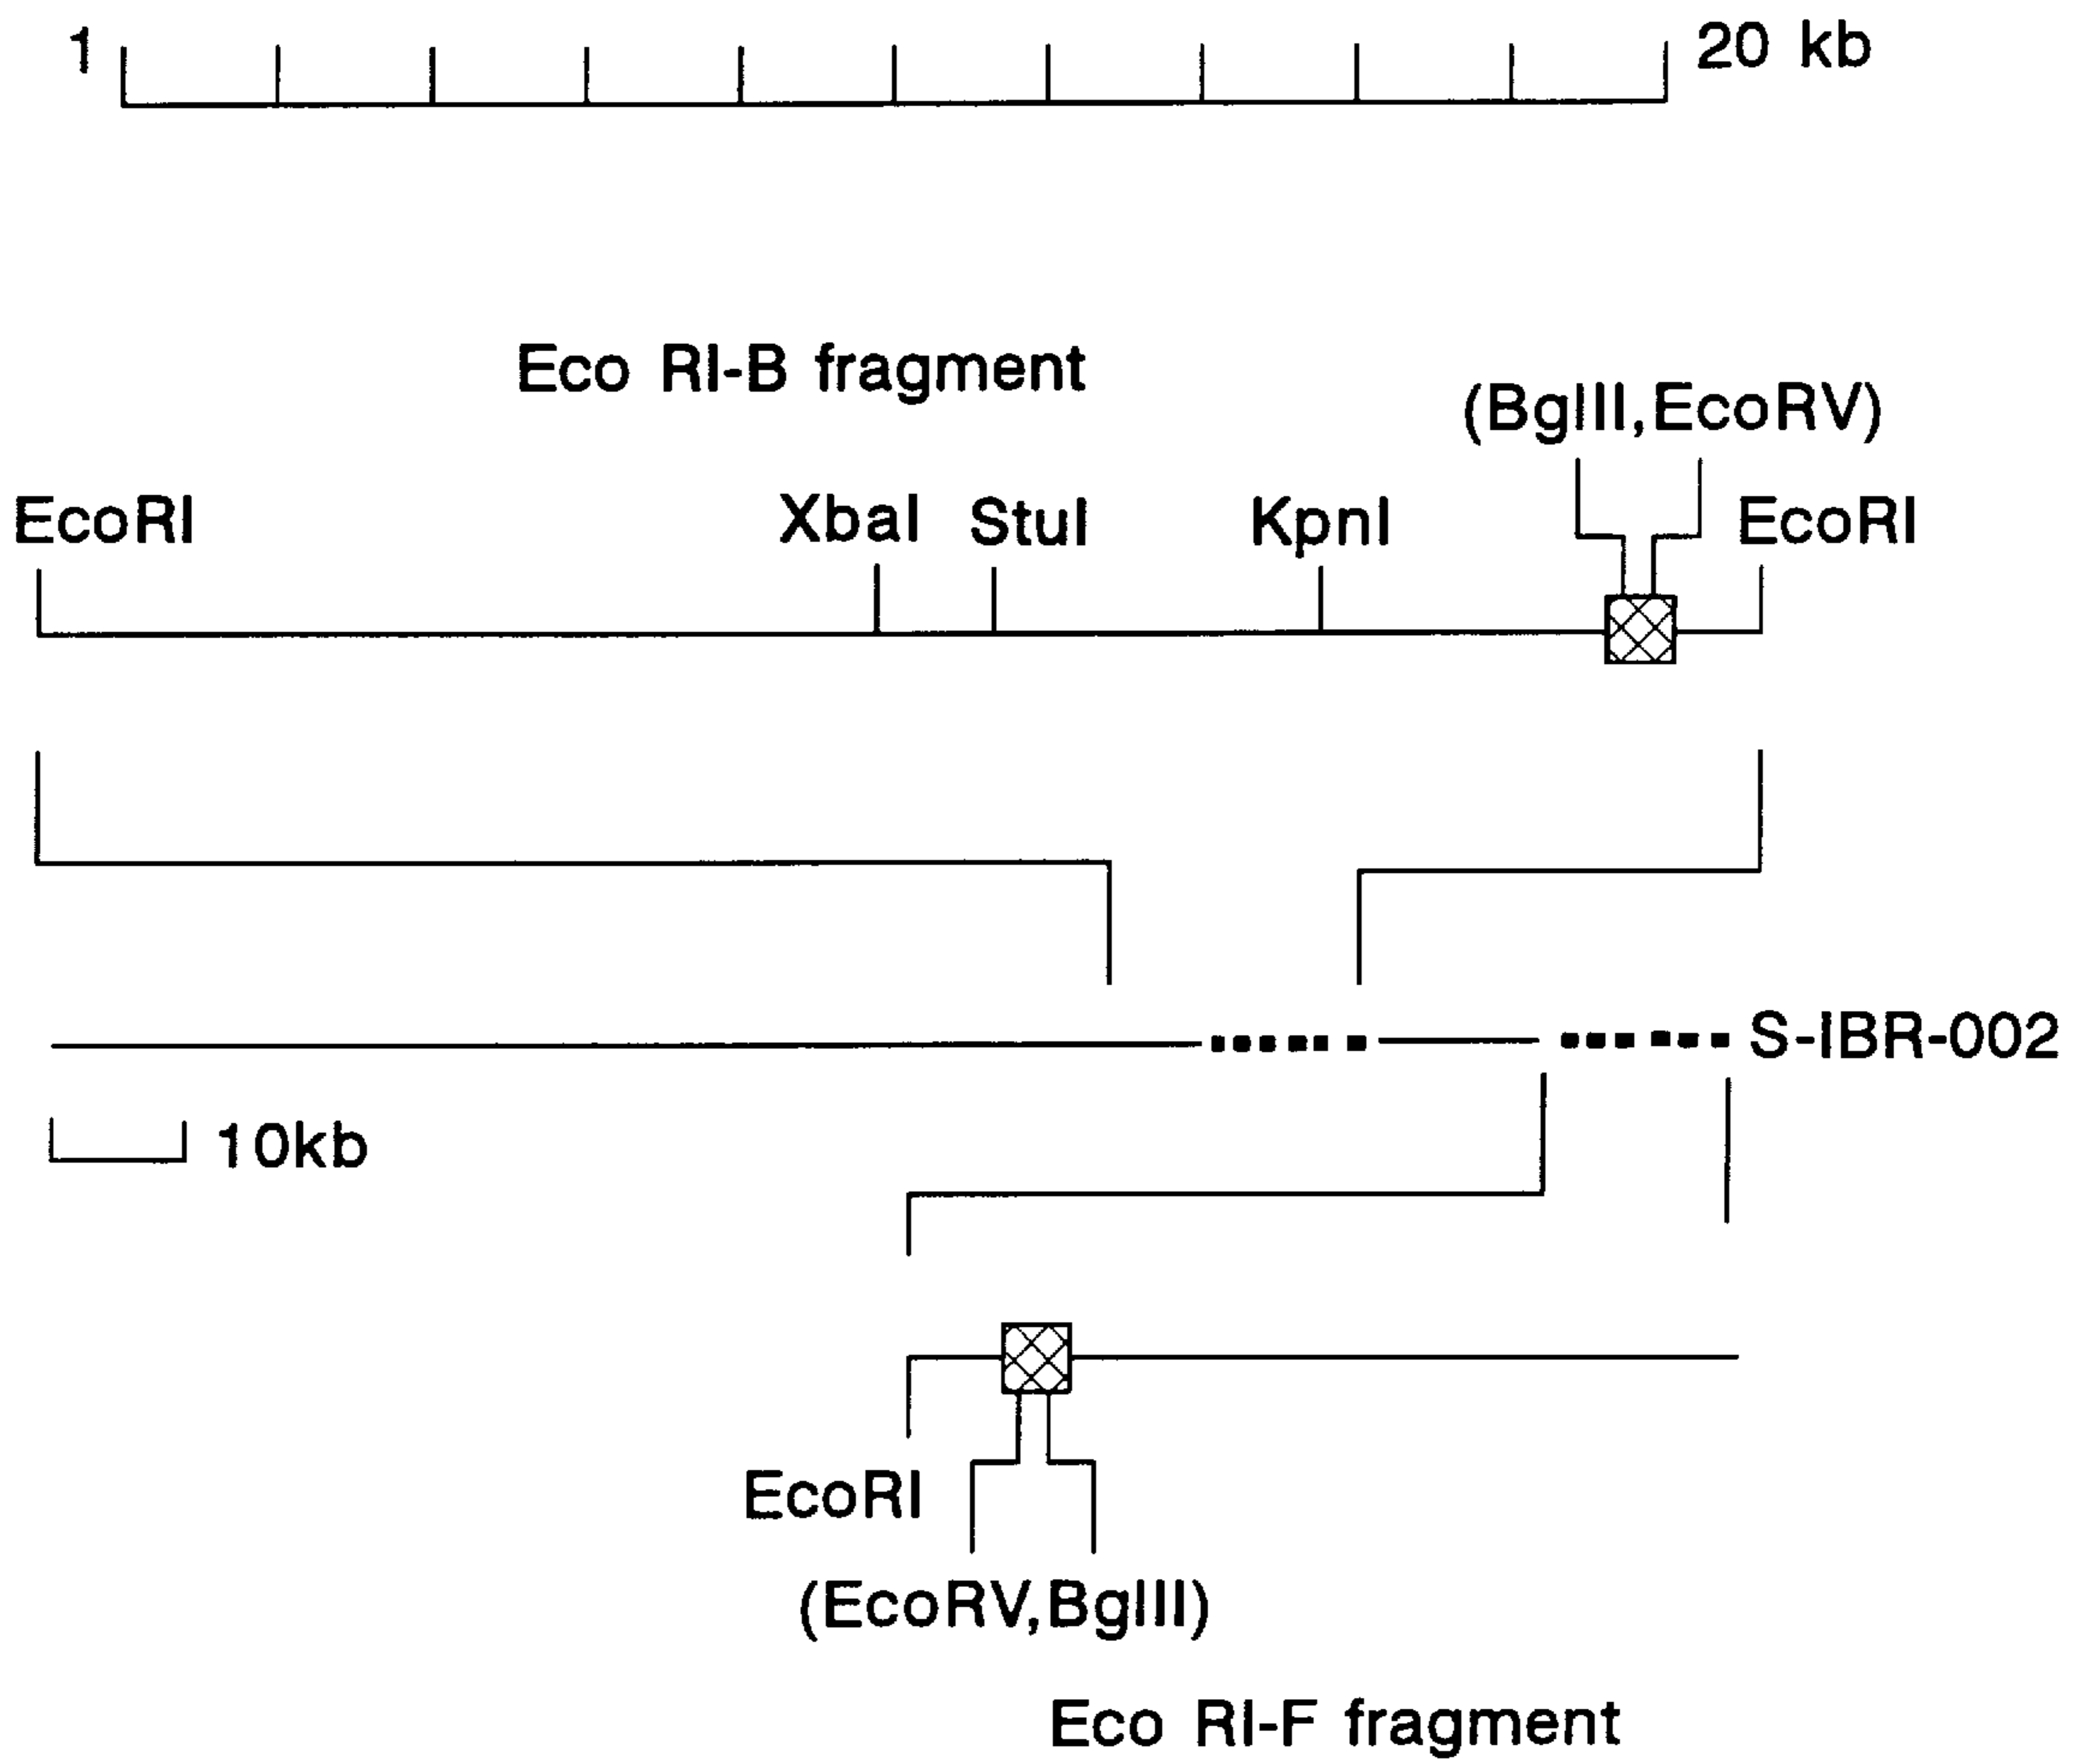 1 20 kb
Eco RI-B fragment
(BglII,EcoRV)
EcoRI XbaI StuI KpnI EcoRI
S-IBR-002
10kb
EcoRI
(EcoRV,BglII)
Eco RI-F fragment